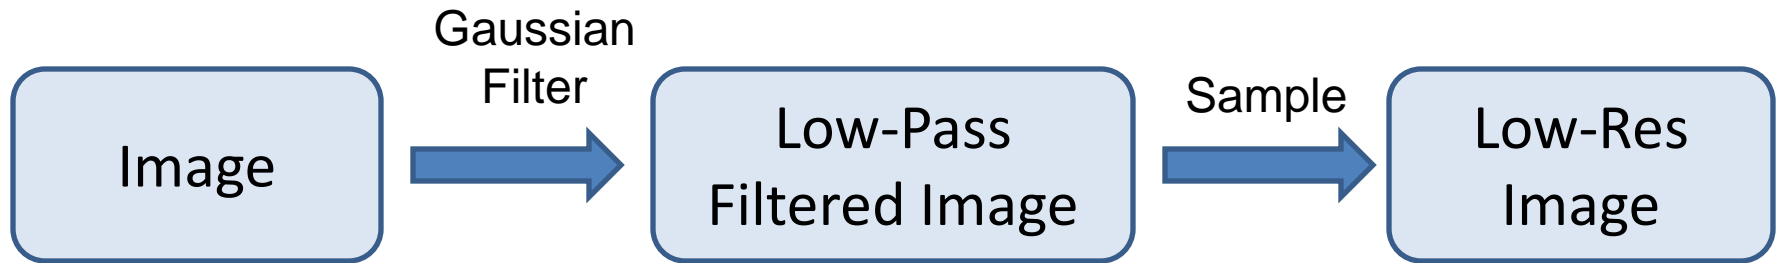 Image
Gaussian
Filter
Low-Pass
Filtered Image
Sample
Low-Res
Image